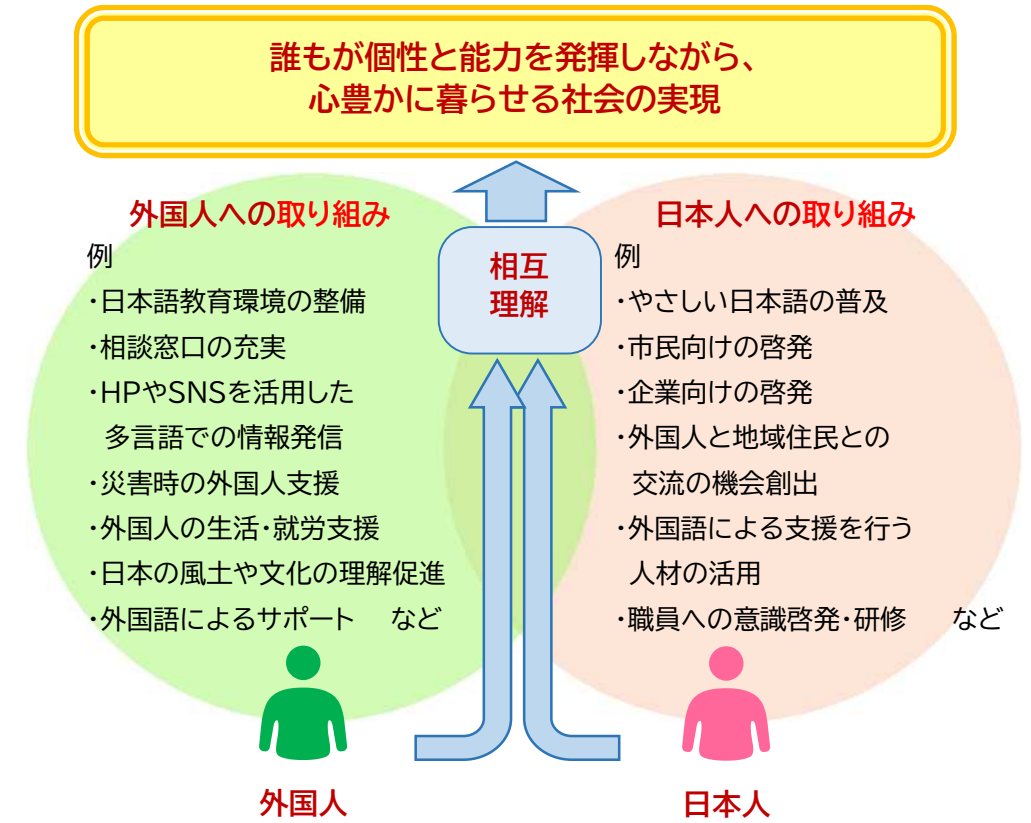 誰もが個性と能力を発揮しながら、
心豊かに暮らせる社会の実現
外国人への取り組み
例
・日本語教育環境の整備
・相談窓口の充実
・HPやSNSを活用した
多言語での情報発信
・災害時の外国人支援
・外国人の生活・就労支援
・日本の風土や文化の理解促進
・外国語によるサポート　など
相互
理解
日本人への取り組み
例
・やさしい日本語の普及
・市民向けの啓発
・企業向けの啓発
・外国人と地域住民との
交流の機会創出
・外国語による支援を行う
人材の活用
・職員への意識啓発・研修　など
外国人
日本人